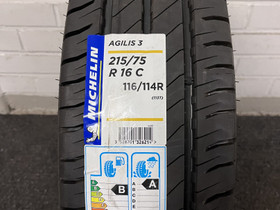 MICHELIN
AGILIS 3
215/75
R 16 C
116/114R
B
A